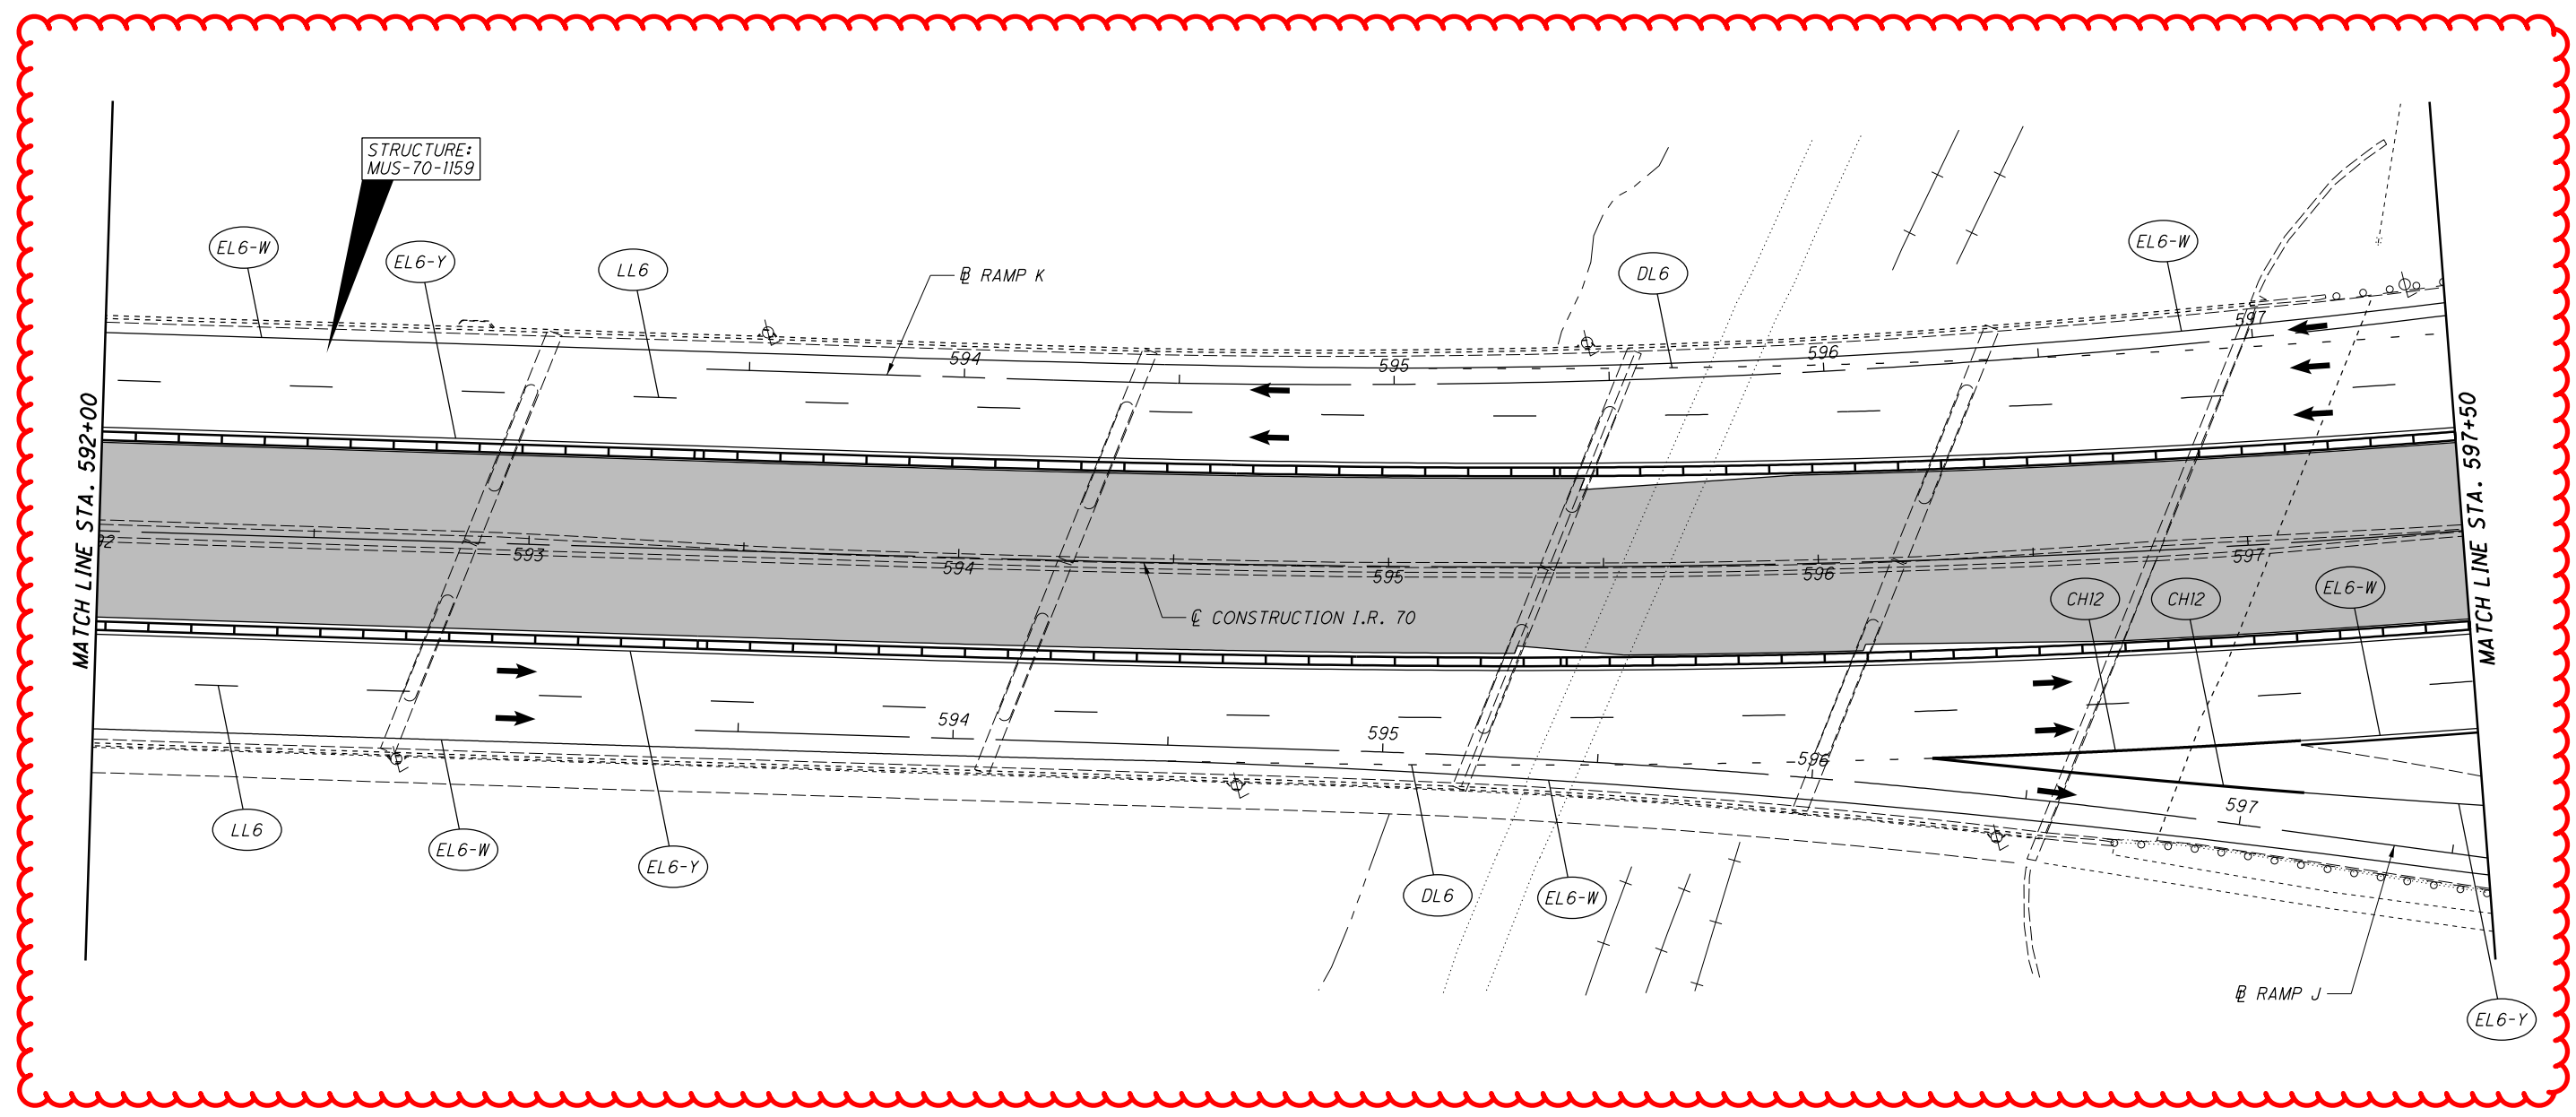 STRUCTURE:
MUS-70-1159
EL6-W
EL6-Y
LL6
℄ RAMP K
DL6
EL6-W
594
595
596
597
MATCH LINE STA. 592+00
MATCH LINE STA. 597+50
92
593
594
595
596
597
℄ CONSTRUCTION I.R. 70
CH12
CH12
EL6-W
594
595
596
597
LL6
EL6-W
EL6-Y
DL6
EL6-W
℄ RAMP J
EL6-Y